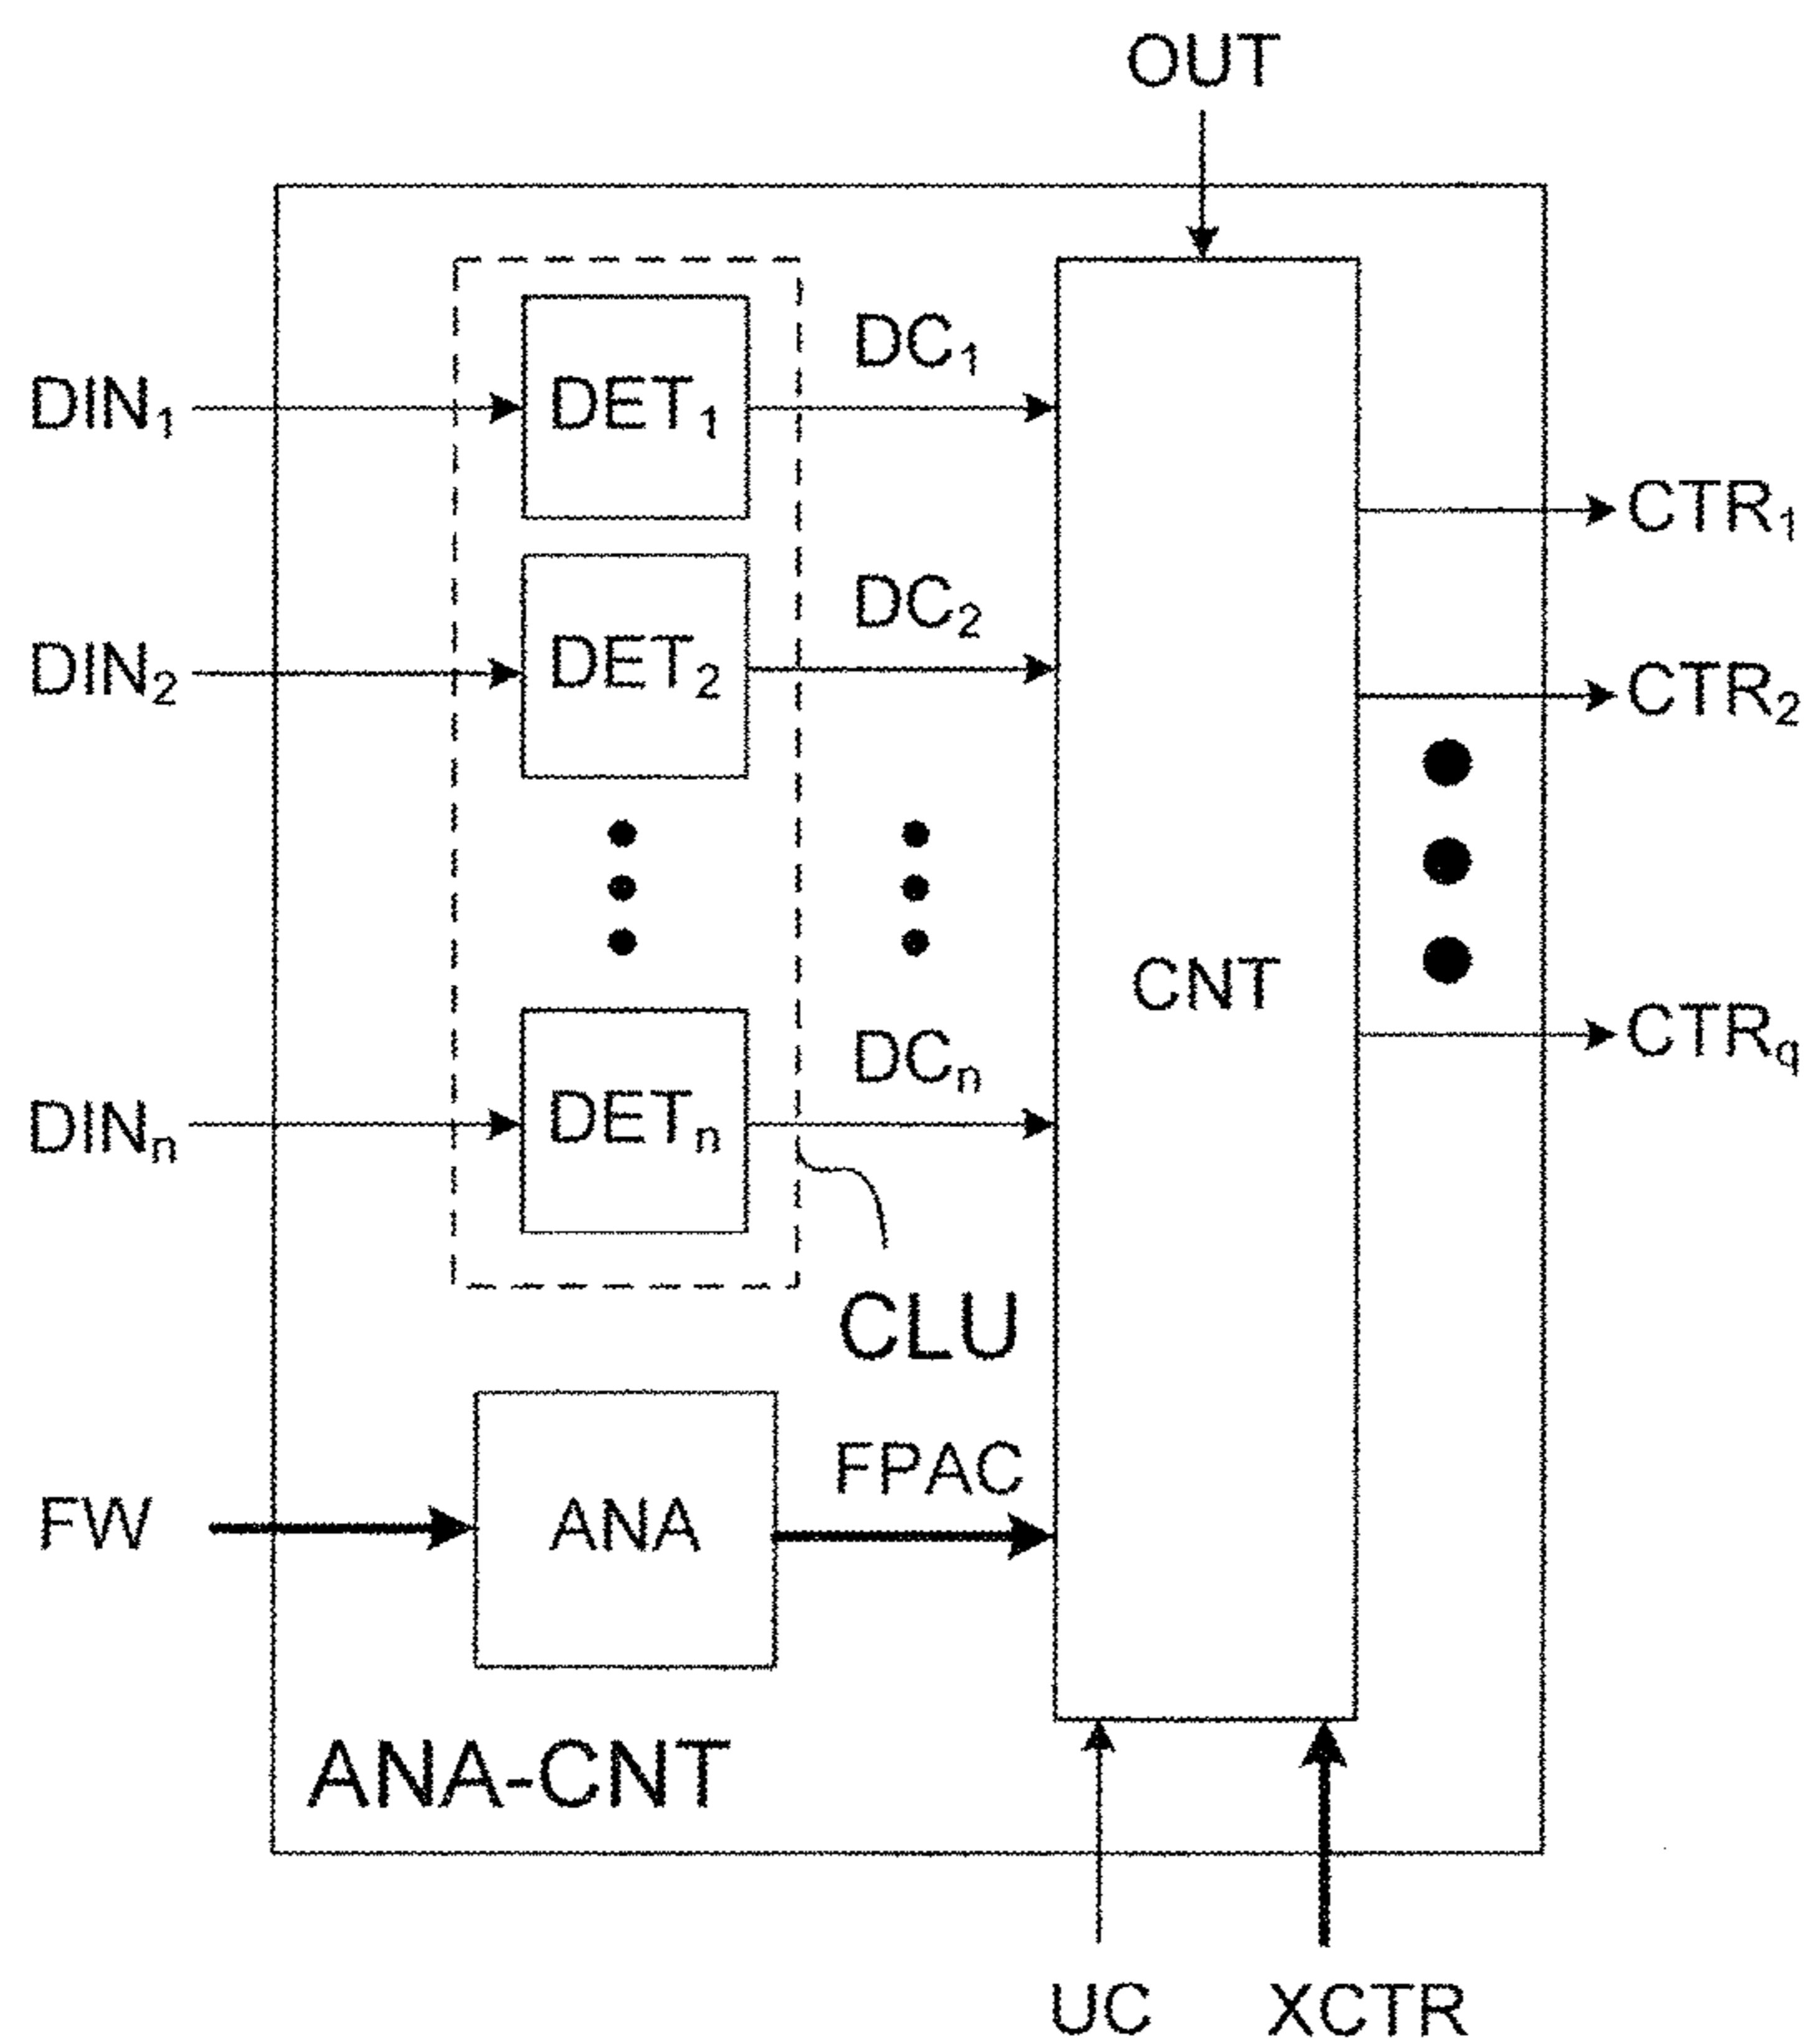 OUT
DIN₁
DET₁
DC₁
CTR₁
DIN₂
DET₂
DC₂
CTR₂
CNT
DINₙ
DETₙ
DCₙ
CTRq
CLU
FW
ANA
FPAC
ANA-CNT
UC
XCTR